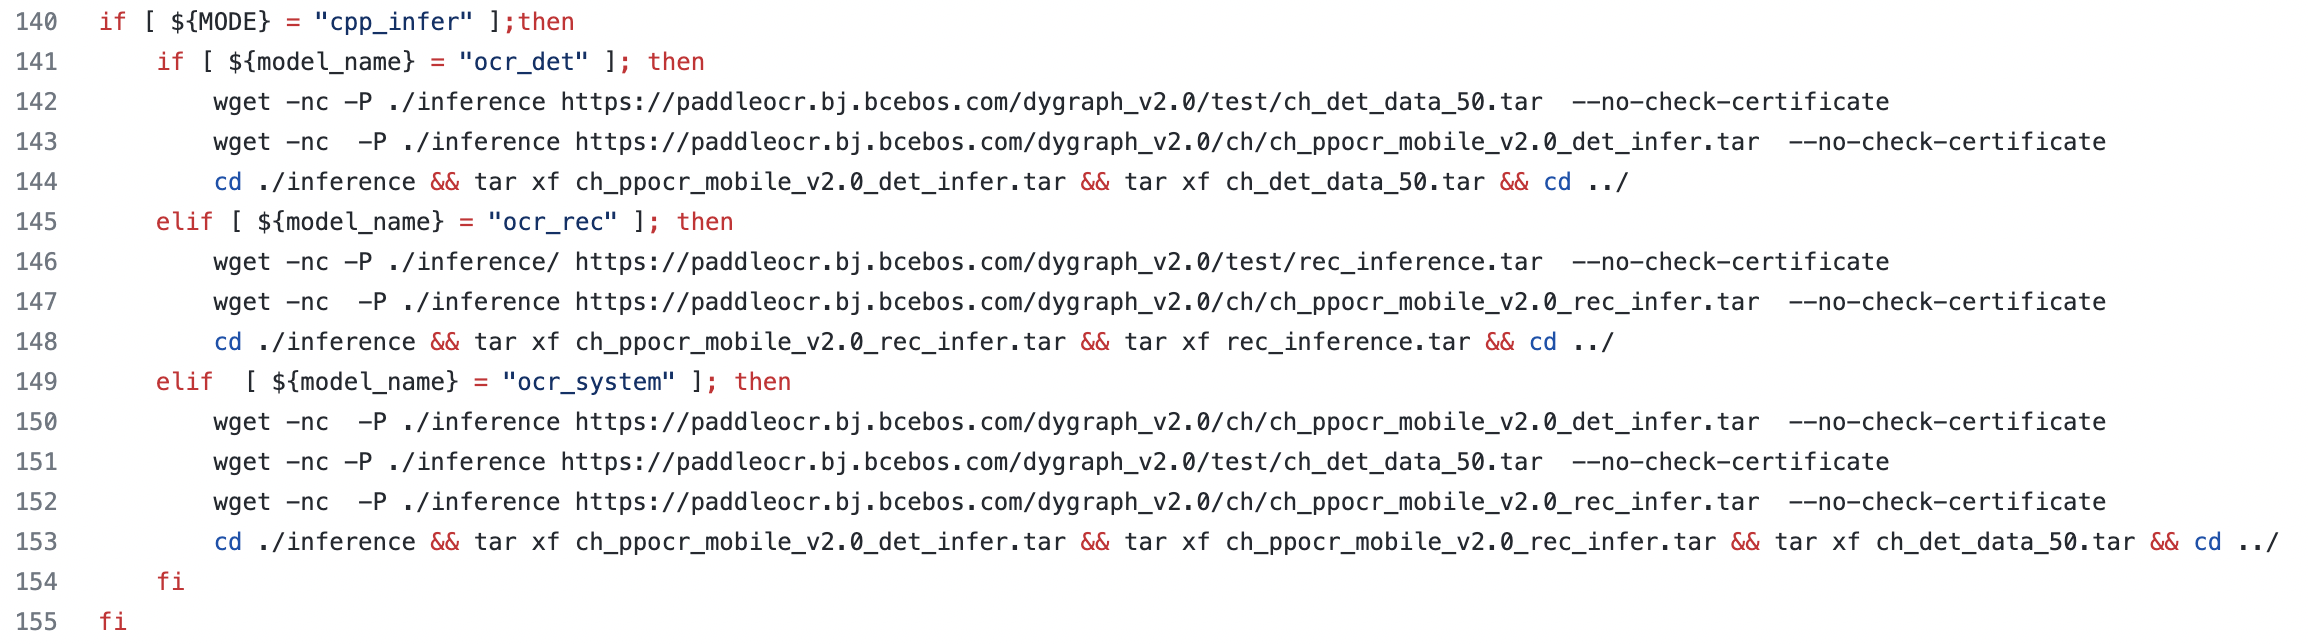 140 if [ ${MODE} = "cpp_infer" ];then
141     if [ ${model_name} = "ocr_det" ]; then
142         wget -nc -P ./inference https://paddleocr.bj.bcebos.com/dygraph_v2.0/test/ch_det_data_50.tar  --no-check-certificate
143         wget -nc  -P ./inference https://paddleocr.bj.bcebos.com/dygraph_v2.0/ch/ch_ppocr_mobile_v2.0_det_infer.tar  --no-check-certificate
144         cd ./inference && tar xf ch_ppocr_mobile_v2.0_det_infer.tar && tar xf ch_det_data_50.tar && cd ../
145     elif [ ${model_name} = "ocr_rec" ]; then
146         wget -nc -P ./inference/ https://paddleocr.bj.bcebos.com/dygraph_v2.0/test/rec_inference.tar  --no-check-certificate
147         wget -nc  -P ./inference https://paddleocr.bj.bcebos.com/dygraph_v2.0/ch/ch_ppocr_mobile_v2.0_rec_infer.tar  --no-check-certificate
148         cd ./inference && tar xf ch_ppocr_mobile_v2.0_rec_infer.tar && tar xf rec_inference.tar && cd ../
149     elif  [ ${model_name} = "ocr_system" ]; then
150         wget -nc  -P ./inference https://paddleocr.bj.bcebos.com/dygraph_v2.0/ch/ch_ppocr_mobile_v2.0_det_infer.tar  --no-check-certificate
151         wget -nc -P ./inference https://paddleocr.bj.bcebos.com/dygraph_v2.0/test/ch_det_data_50.tar  --no-check-certificate
152         wget -nc  -P ./inference https://paddleocr.bj.bcebos.com/dygraph_v2.0/ch/ch_ppocr_mobile_v2.0_rec_infer.tar  --no-check-certificate
153         cd ./inference && tar xf ch_ppocr_mobile_v2.0_det_infer.tar && tar xf ch_ppocr_mobile_v2.0_rec_infer.tar && tar xf ch_det_data_50.tar && cd ../
154     fi
155 fi